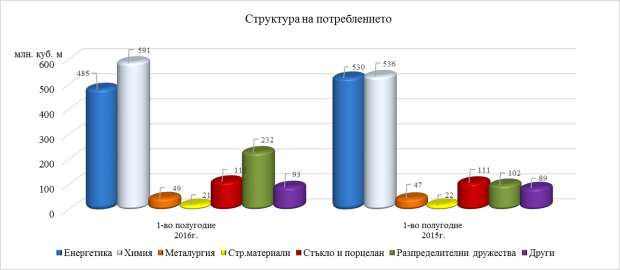 Структура на потреблението
млн. куб. м
600
500
400
300
200
100
0
485
591
49
21
232
93
530
536
47
22
111
102
89
1-во полугодие
2016г.
1-во полугодие
2015г.
Енергетика Химия Металургия Стр.материали Стъкло и порцелан Разпределителни дружества Други